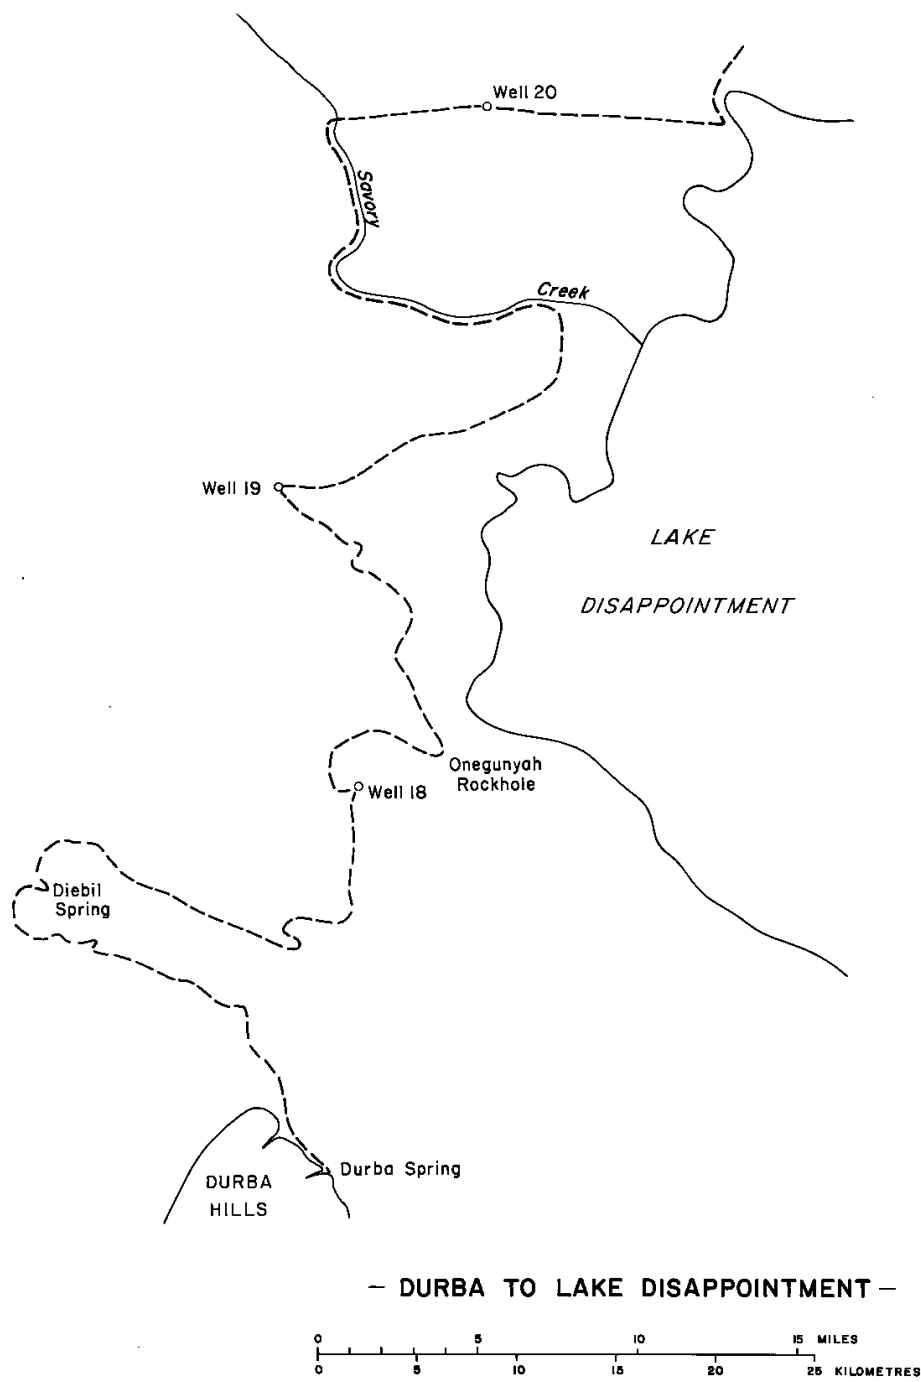 Well 20
Savory
Creek
Well 19
LAKE
DISAPPOINTMENT
Onegunyah
Rockhole
Well 18
Diebil
Spring
Durba Spring
DURBA
HILLS
– DURBA TO LAKE DISAPPOINTMENT –
0 5 10 15 MILES
0 5 10 15 20 25 KILOMETRES